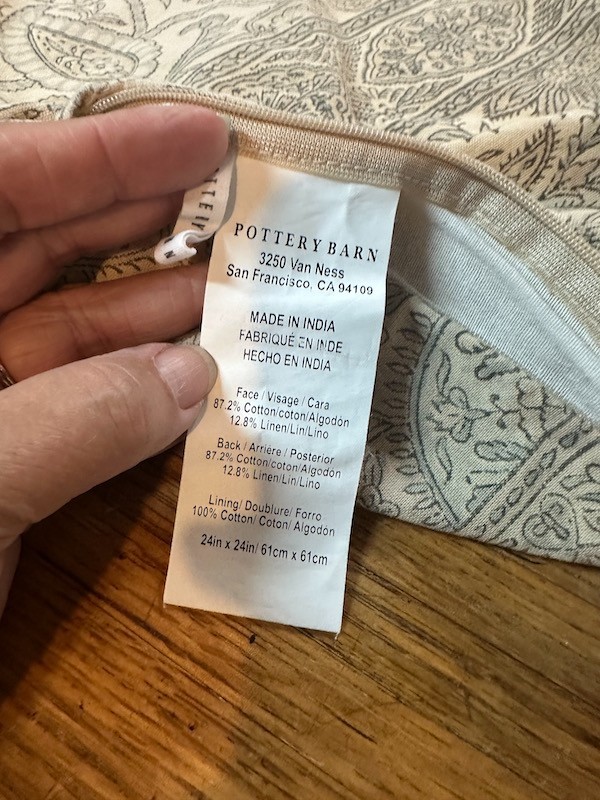 POTTERY BARN
3250 Van Ness
San Francisco, CA 94109
MADE IN INDIA
FABRIQUÉ EN INDE
HECHO EN INDIA
Face / Visage / Cara
87.2% Cotton/coton/Algodón
12.8% Linen/Lin/Lino
Back / Arriére / Posterior
87.2% Cotton/coton/Algodón
12.8% Linen/Lin/Lino
Lining/ Doublure/ Forro
100% Cotton/ Coton/ Algodón
24in x 24in/ 61cm x 61cm